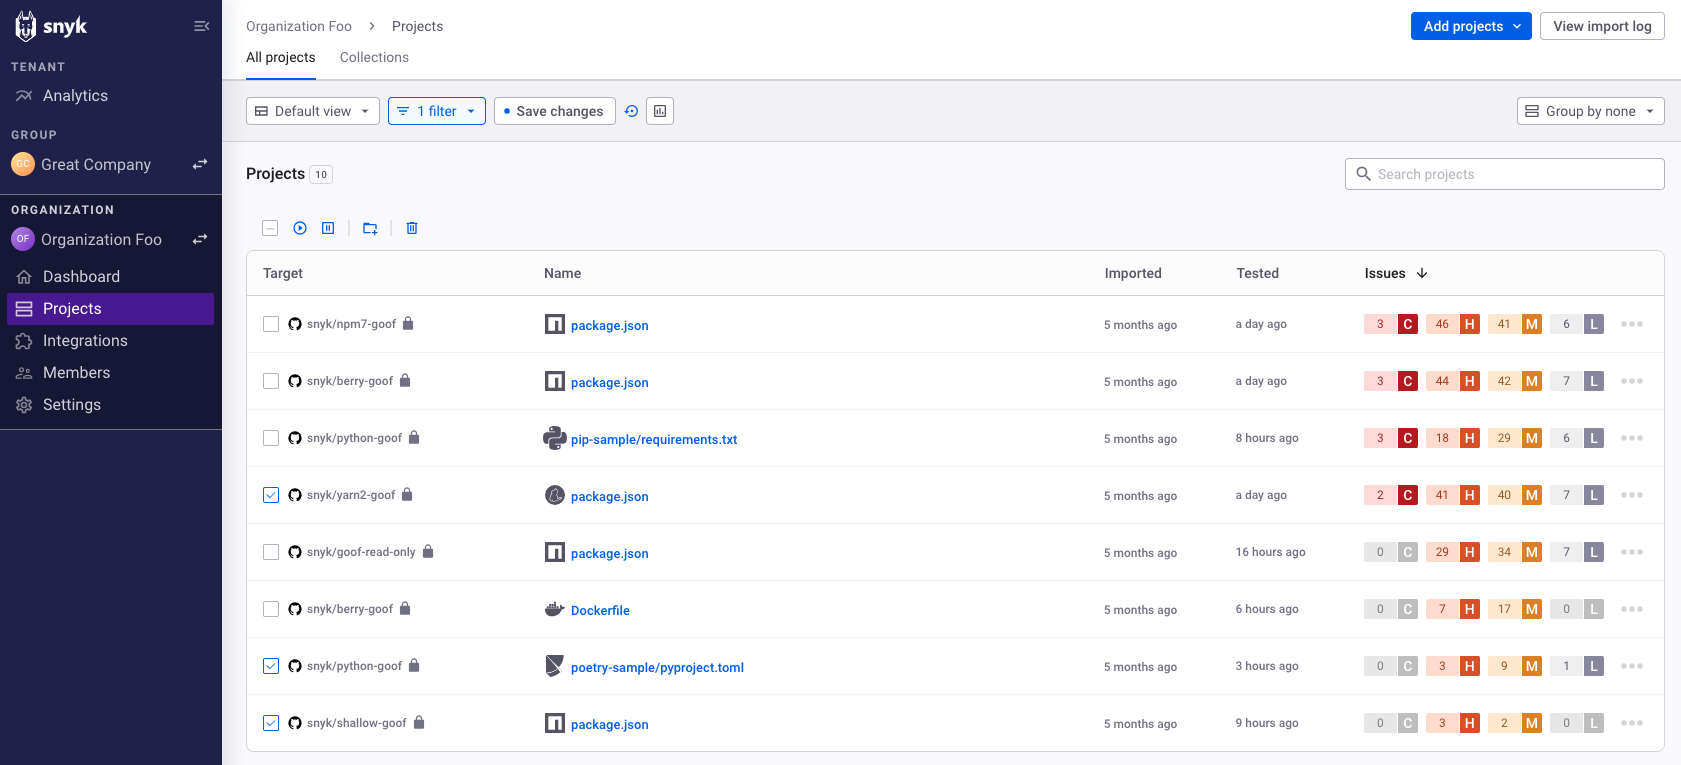 snyk
TENANT
Analytics
GROUP
GC Great Company
ORGANIZATION
OF Organization Foo
Dashboard
Projects
Integrations
Members
Settings
Organization Foo > Projects
Add projects
View import log
All projects Collections
Default view 1 filter Save changes Group by none
Projects 10
Search projects
Target Name Imported Tested Issues
snyk/npm7-goof package.json 5 months ago a day ago 3 C 46 H 41 M 6 L
snyk/berry-goof package.json 5 months ago a day ago 3 C 44 H 42 M 7 L
snyk/python-goof pip-sample/requirements.txt 5 months ago 8 hours ago 3 C 18 H 29 M 6 L
snyk/yarn2-goof package.json 5 months ago a day ago 2 C 41 H 40 M 7 L
snyk/goof-read-only package.json 5 months ago 16 hours ago 0 C 29 H 34 M 7 L
snyk/berry-goof Dockerfile 5 months ago 6 hours ago 0 C 7 H 17 M 0 L
snyk/python-goof poetry-sample/pyproject.toml 5 months ago 3 hours ago 0 C 3 H 9 M 1 L
snyk/shallow-goof package.json 5 months ago 9 hours ago 0 C 3 H 2 M 0 L